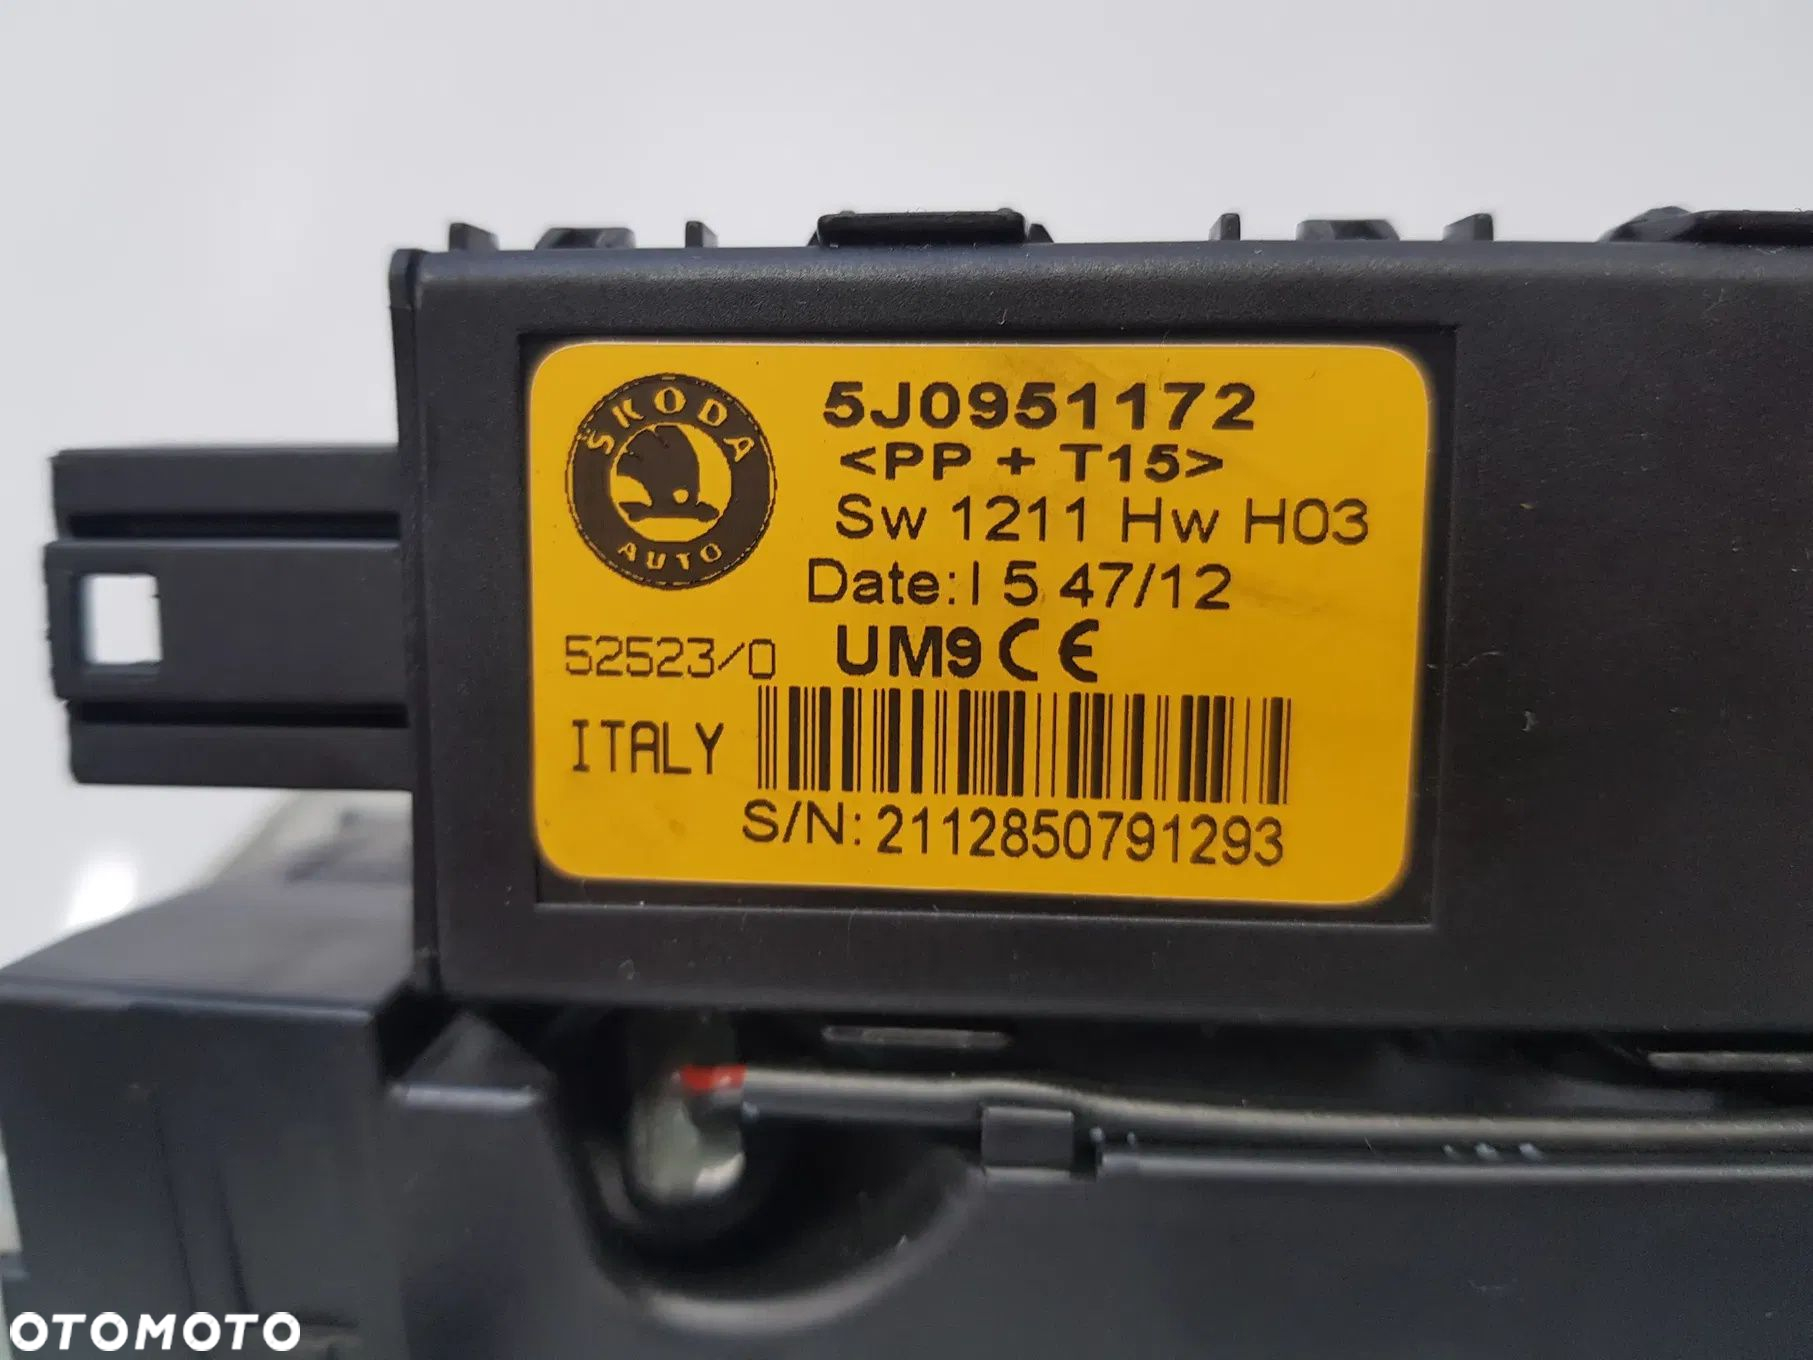 ŠKODA
AUTO
5J0951172
<PP + T15>
Sw 1211 Hw H03
Date:I 5 47/12
52523/0 UM9 CE
ITALY
S/N: 2112850791293
OTOMOTO